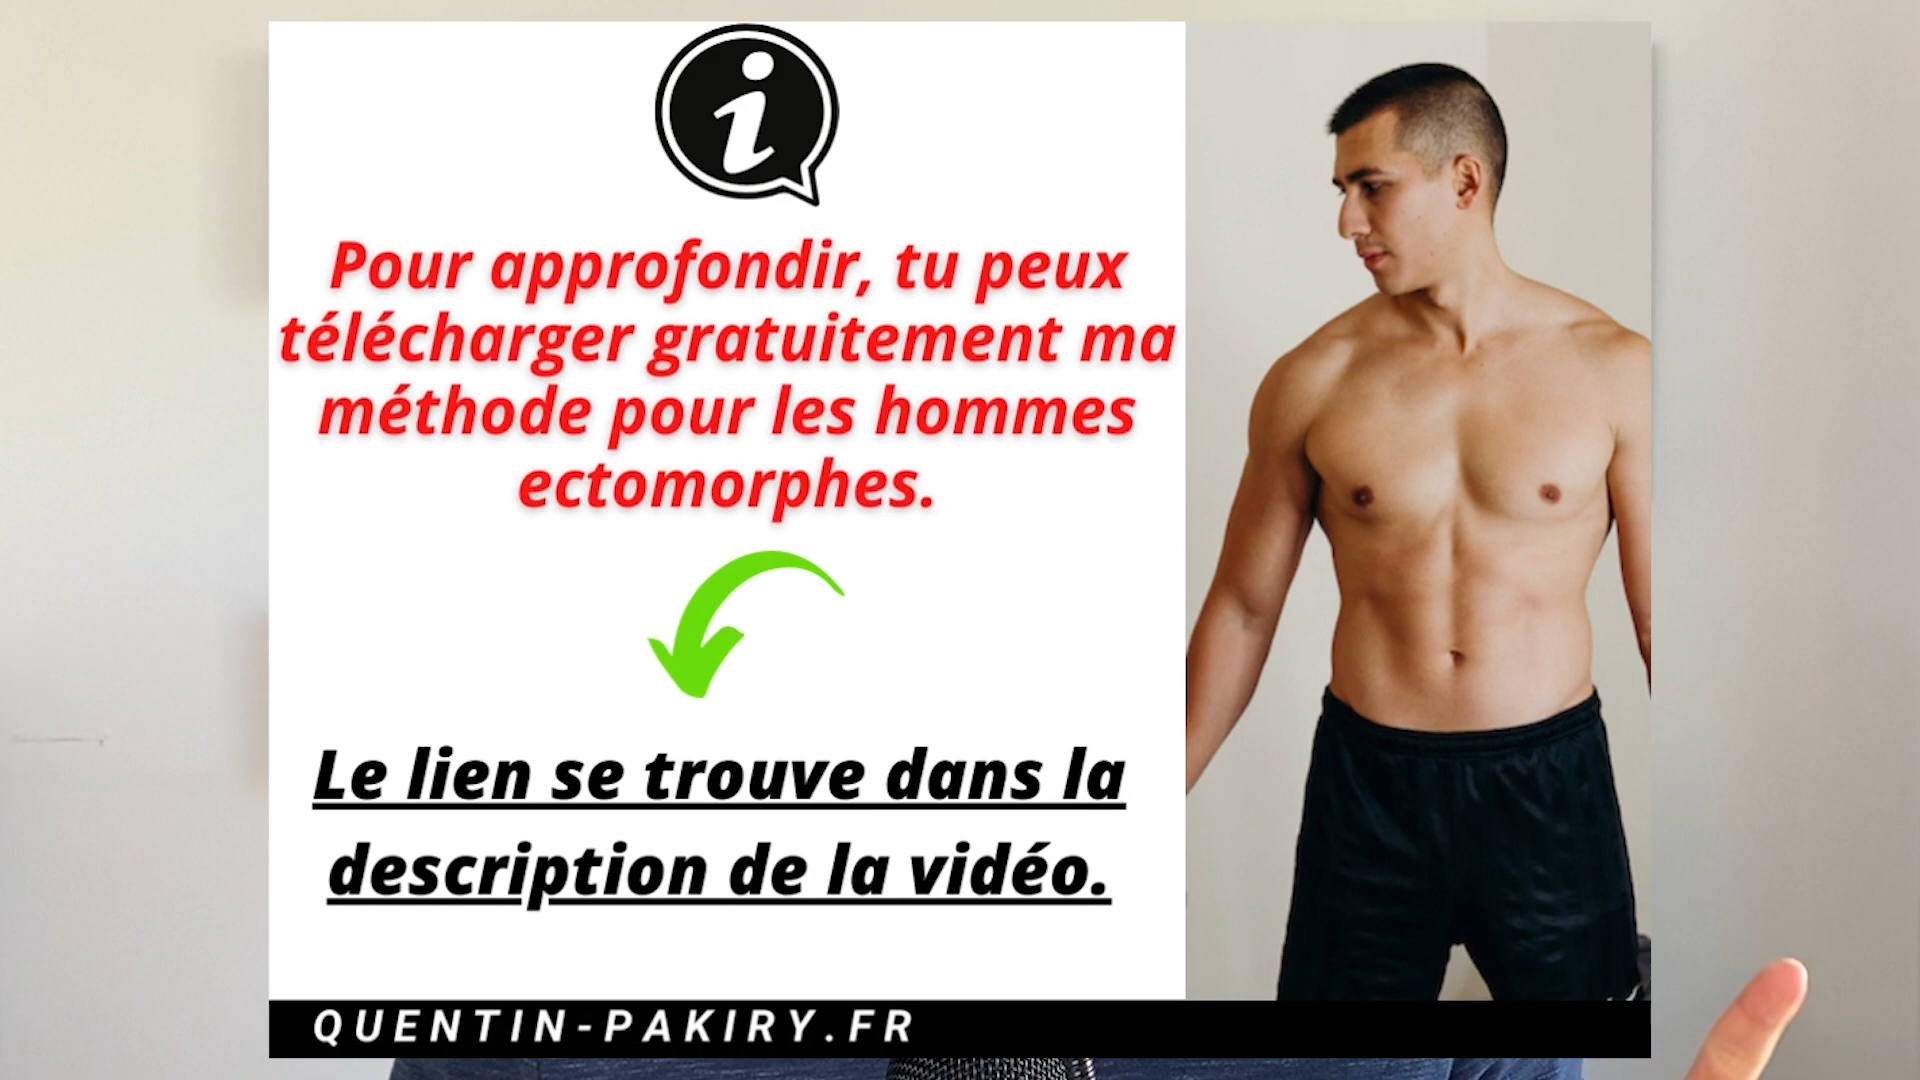 i
Pour approfondir, tu peux
télécharger gratuitement ma
méthode pour les hommes
ectomorphes.
Le lien se trouve dans la
description de la vidéo.
QUENTIN-PAKIRY.FR